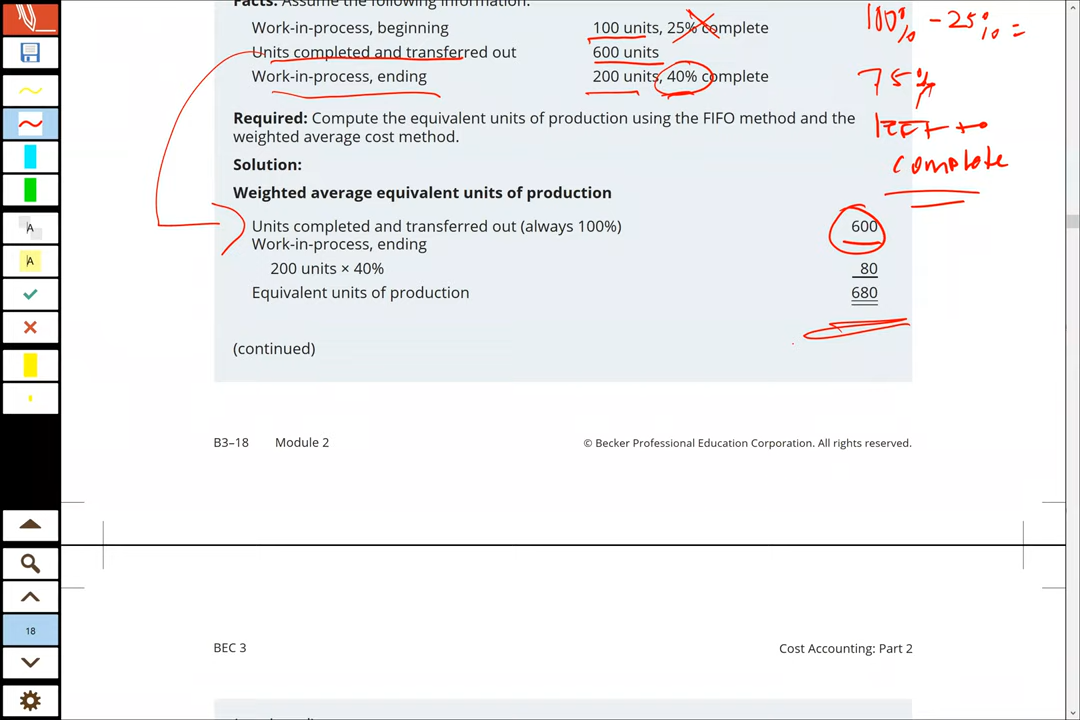 Facts: Assume the following information:
Work-in-process, beginning 100 units, 25% complete
Units completed and transferred out 600 units
Work-in-process, ending 200 units, 40% complete
100% - 25% =
75%
left to
complete
Required: Compute the equivalent units of production using the FIFO method and the
weighted average cost method.
Solution:
Weighted average equivalent units of production
Units completed and transferred out (always 100%) 600
Work-in-process, ending
200 units × 40% 80
Equivalent units of production 680
(continued)
B3–18 Module 2 © Becker Professional Education Corporation. All rights reserved.
A
A
18
BEC 3 Cost Accounting: Part 2